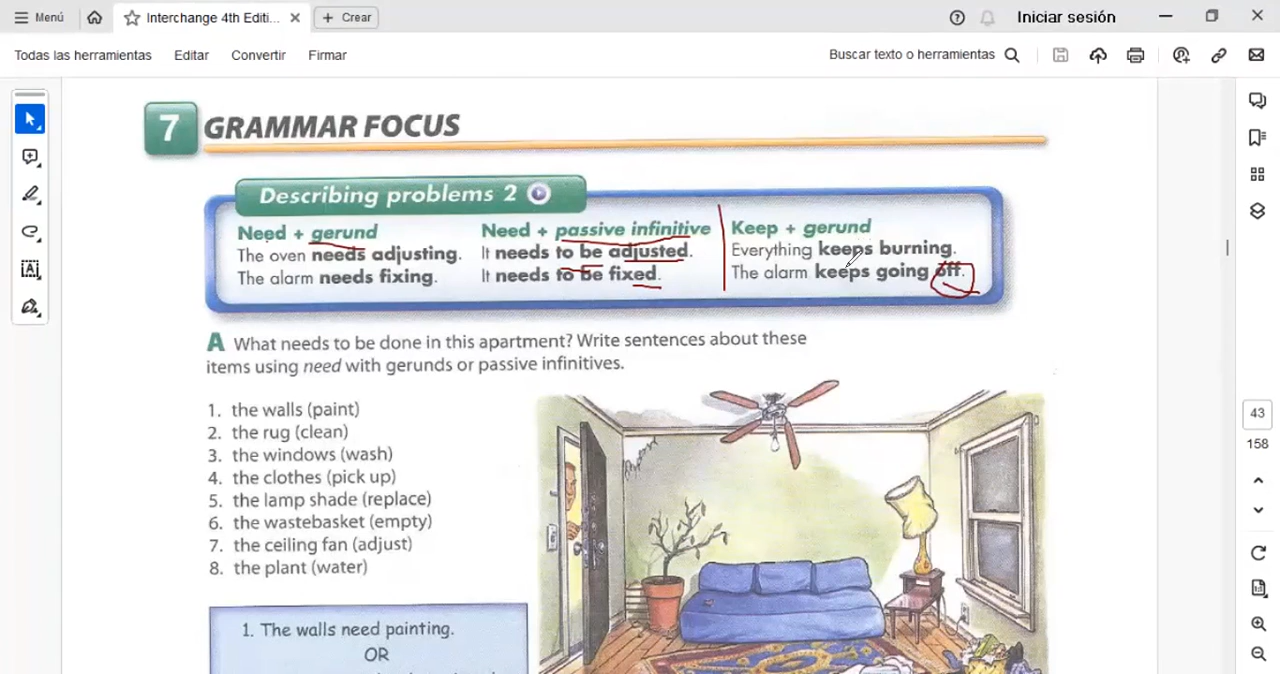 Menú
Interchange 4th Editi...
Crear
Iniciar sesión
Todas las herramientas
Editar
Convertir
Firmar
Buscar texto o herramientas
7 GRAMMAR FOCUS
Describing problems 2
Need + gerund
The oven needs adjusting.
The alarm needs fixing.
Need + passive infinitive
It needs to be adjusted.
It needs to be fixed.
Keep + gerund
Everything keeps burning.
The alarm keeps going off.
A What needs to be done in this apartment? Write sentences about these
items using need with gerunds or passive infinitives.
1. the walls (paint)
2. the rug (clean)
3. the windows (wash)
4. the clothes (pick up)
5. the lamp shade (replace)
6. the wastebasket (empty)
7. the ceiling fan (adjust)
8. the plant (water)
1. The walls need painting.
OR
43
158